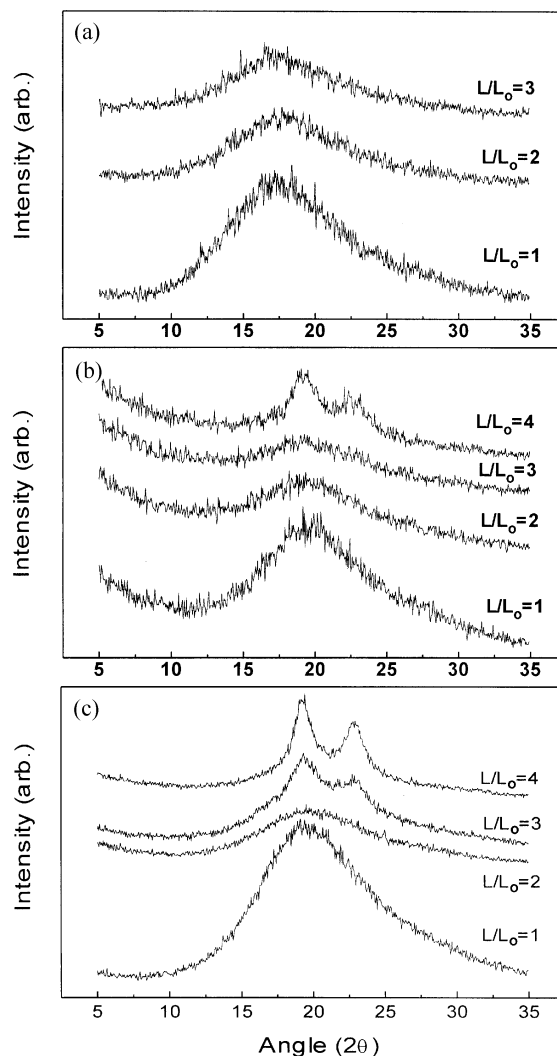 (a)
Intensity (arb.)
L/Lo=3
L/Lo=2
L/Lo=1
5 10 15 20 25 30 35
(b)
Intensity (arb.)
L/Lo=4
L/Lo=3
L/Lo=2
L/Lo=1
5 10 15 20 25 30 35
(c)
Intensity (arb.)
L/Lo=4
L/Lo=3
L/Lo=2
L/Lo=1
5 10 15 20 25 30 35
Angle (2θ)